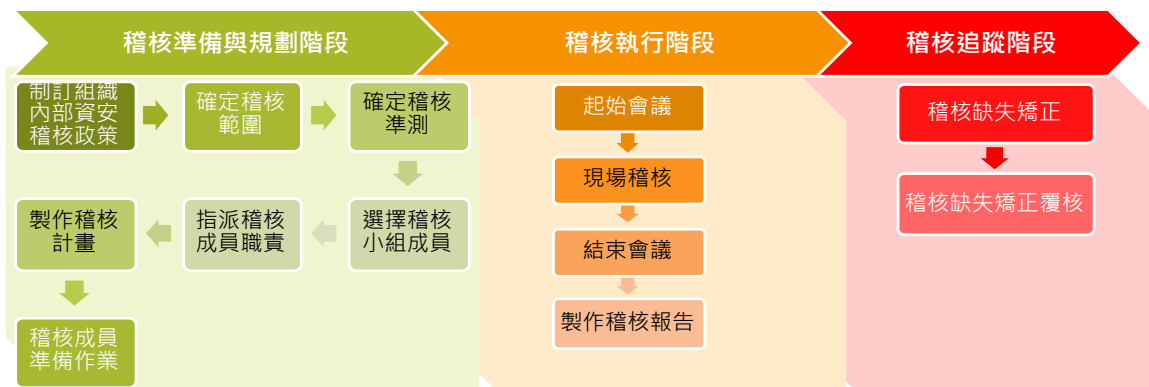 稽核準備與規劃階段
稽核執行階段
稽核追蹤階段
制訂組織
內部資安
稽核政策
確定稽核
範圍
確定稽核
準測
選擇稽核
小組成員
指派稽核
成員職責
製作稽核
計畫
稽核成員
準備作業
起始會議
現場稽核
結束會議
製作稽核報告
稽核缺失矯正
稽核缺失矯正覆核